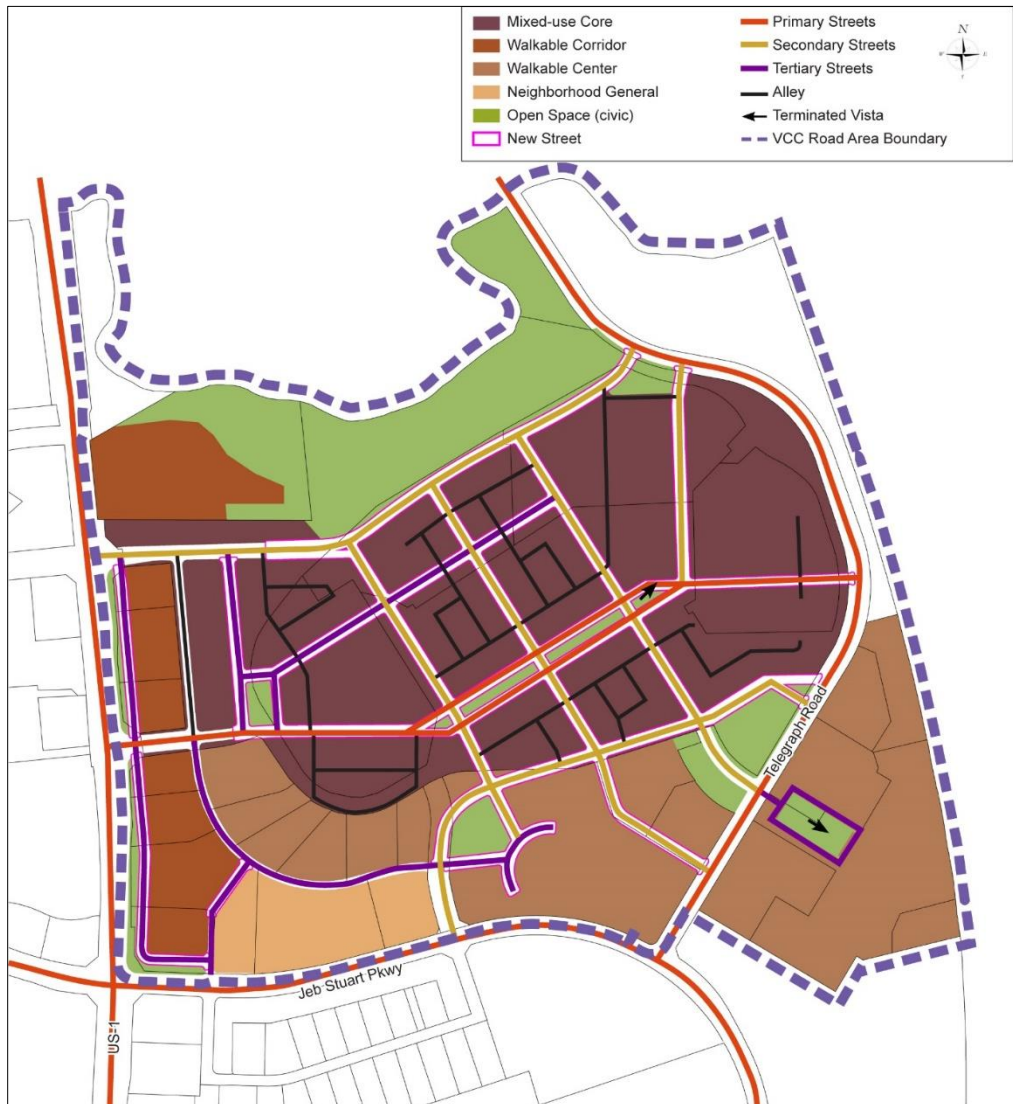 Mixed-use Core
Walkable Corridor
Walkable Center
Neighborhood General
Open Space (civic)
New Street
Primary Streets
Secondary Streets
Tertiary Streets
Alley
Terminated Vista
VCC Road Area Boundary
N
Telegraph Road
Jeb Stuart Pkwy
US-1